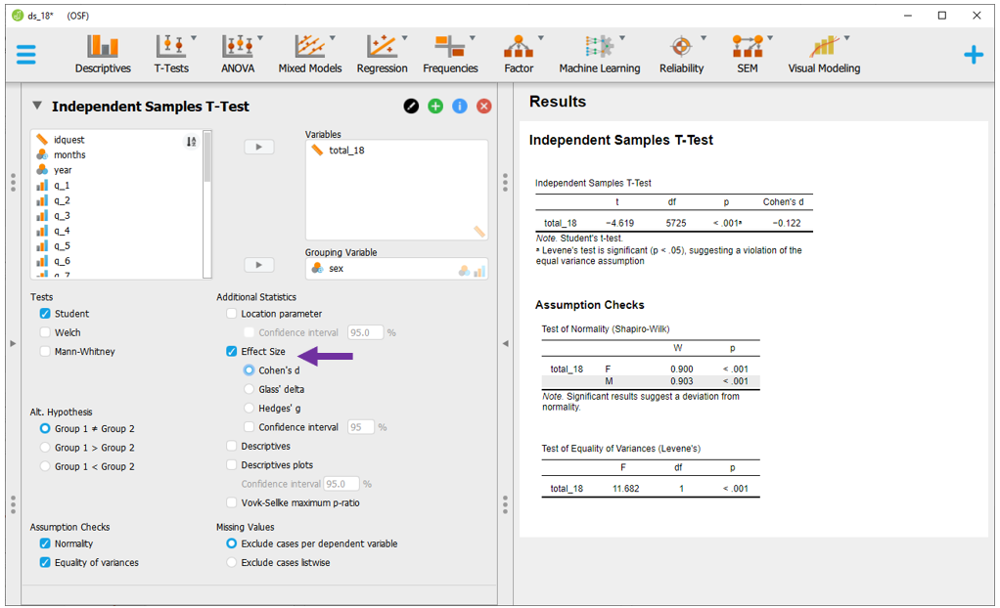 ds_18* (OSF)
Descriptives T-Tests ANOVA Mixed Models Regression Frequencies Factor Machine Learning Reliability SEM Visual Modeling
Independent Samples T-Test
idquest
months
year
q_1
q_2
q_3
q_4
q_5
q_6
q_7
Variables
total_18
Grouping Variable
sex
Tests
Student
Welch
Mann-Whitney
Alt. Hypothesis
Group 1 ≠ Group 2
Group 1 > Group 2
Group 1 < Group 2
Assumption Checks
Normality
Equality of variances
Additional Statistics
Location parameter
Confidence interval 95.0 %
Effect Size
Cohen's d
Glass' delta
Hedges' g
Confidence interval 95 %
Descriptives
Descriptives plots
Confidence interval 95.0 %
Vovk-Sellke maximum p-ratio
Missing Values
Exclude cases per dependent variable
Exclude cases listwise
Results
Independent Samples T-Test
Independent Samples T-Test
t df p Cohen's d
total_18 −4.619 5725 < .001ᵃ −0.122
Note. Student's t-test.
ᵃ Levene's test is significant (p < .05), suggesting a violation of the
equal variance assumption
Assumption Checks
Test of Normality (Shapiro-Wilk)
W p
total_18 F 0.900 < .001
M 0.903 < .001
Note. Significant results suggest a deviation from
normality.
Test of Equality of Variances (Levene's)
F df p
total_18 11.682 1 < .001